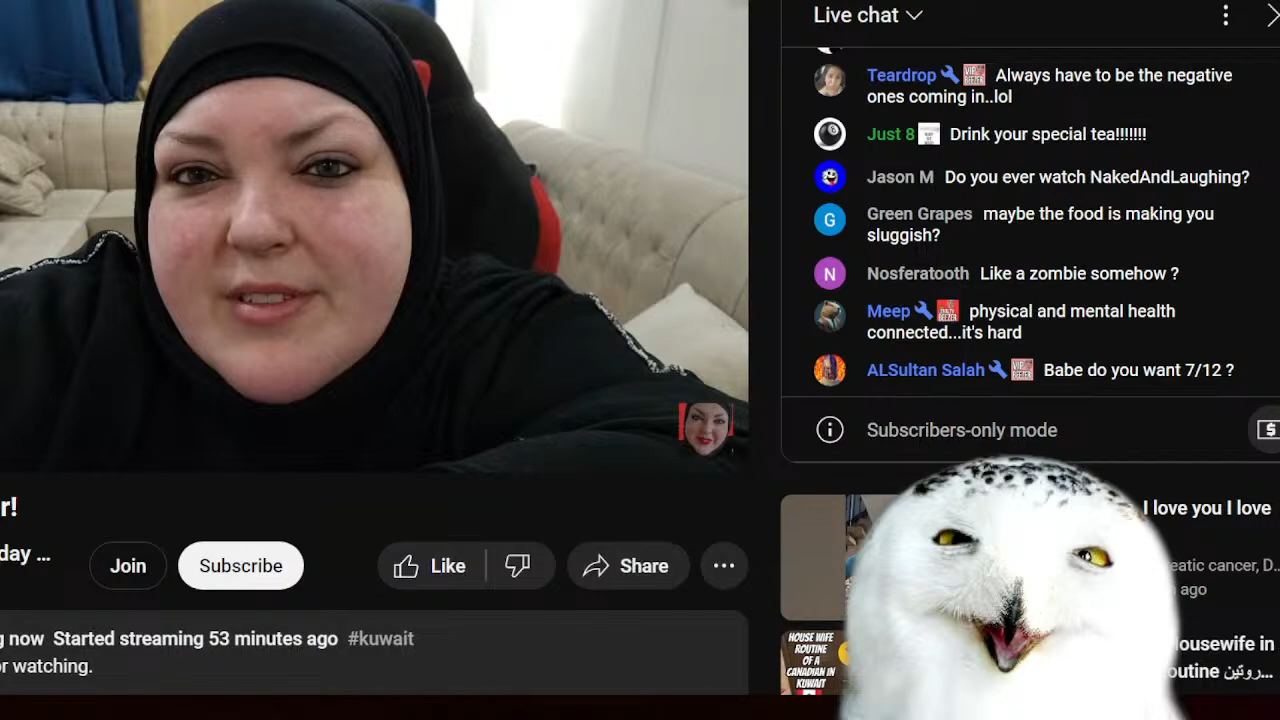 Live chat
Teardrop Always have to be the negative
ones coming in..lol
Just 8 Drink your special tea!!!!!!!
Jason M Do you ever watch NakedAndLaughing?
Green Grapes maybe the food is making you
sluggish?
Nosferatooth Like a zombie somehow ?
Meep physical and mental health
connected...it's hard
ALSultan Salah Babe do you want 7/12 ?
Subscribers-only mode
r!
day ...
Join
Subscribe
Like
Share
g now Started streaming 53 minutes ago #kuwait
or watching.
I love you I love
eatic cancer, D...
ago
HOUSE WIFE
ROUTINE
OF A
CANADIAN IN
KUWAIT
ousewife in
outine روتين...